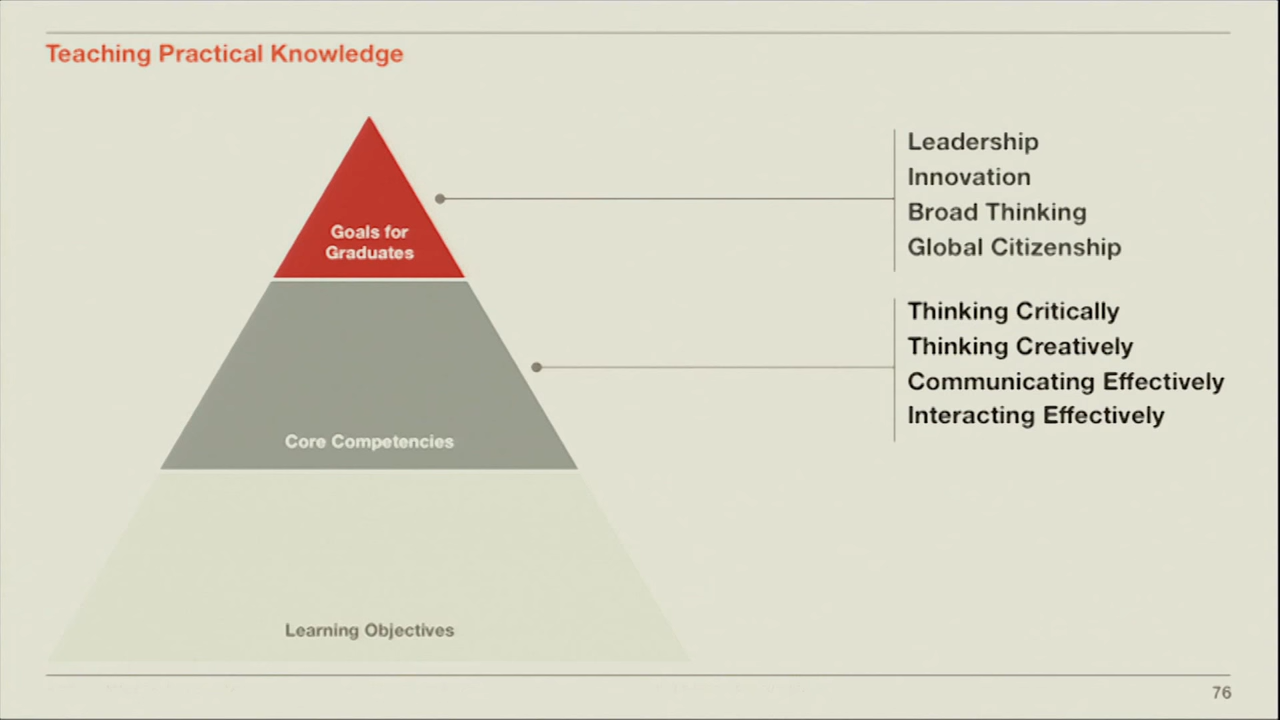 Teaching Practical Knowledge
Goals for
Graduates
Core Competencies
Learning Objectives
Leadership
Innovation
Broad Thinking
Global Citizenship
Thinking Critically
Thinking Creatively
Communicating Effectively
Interacting Effectively
76